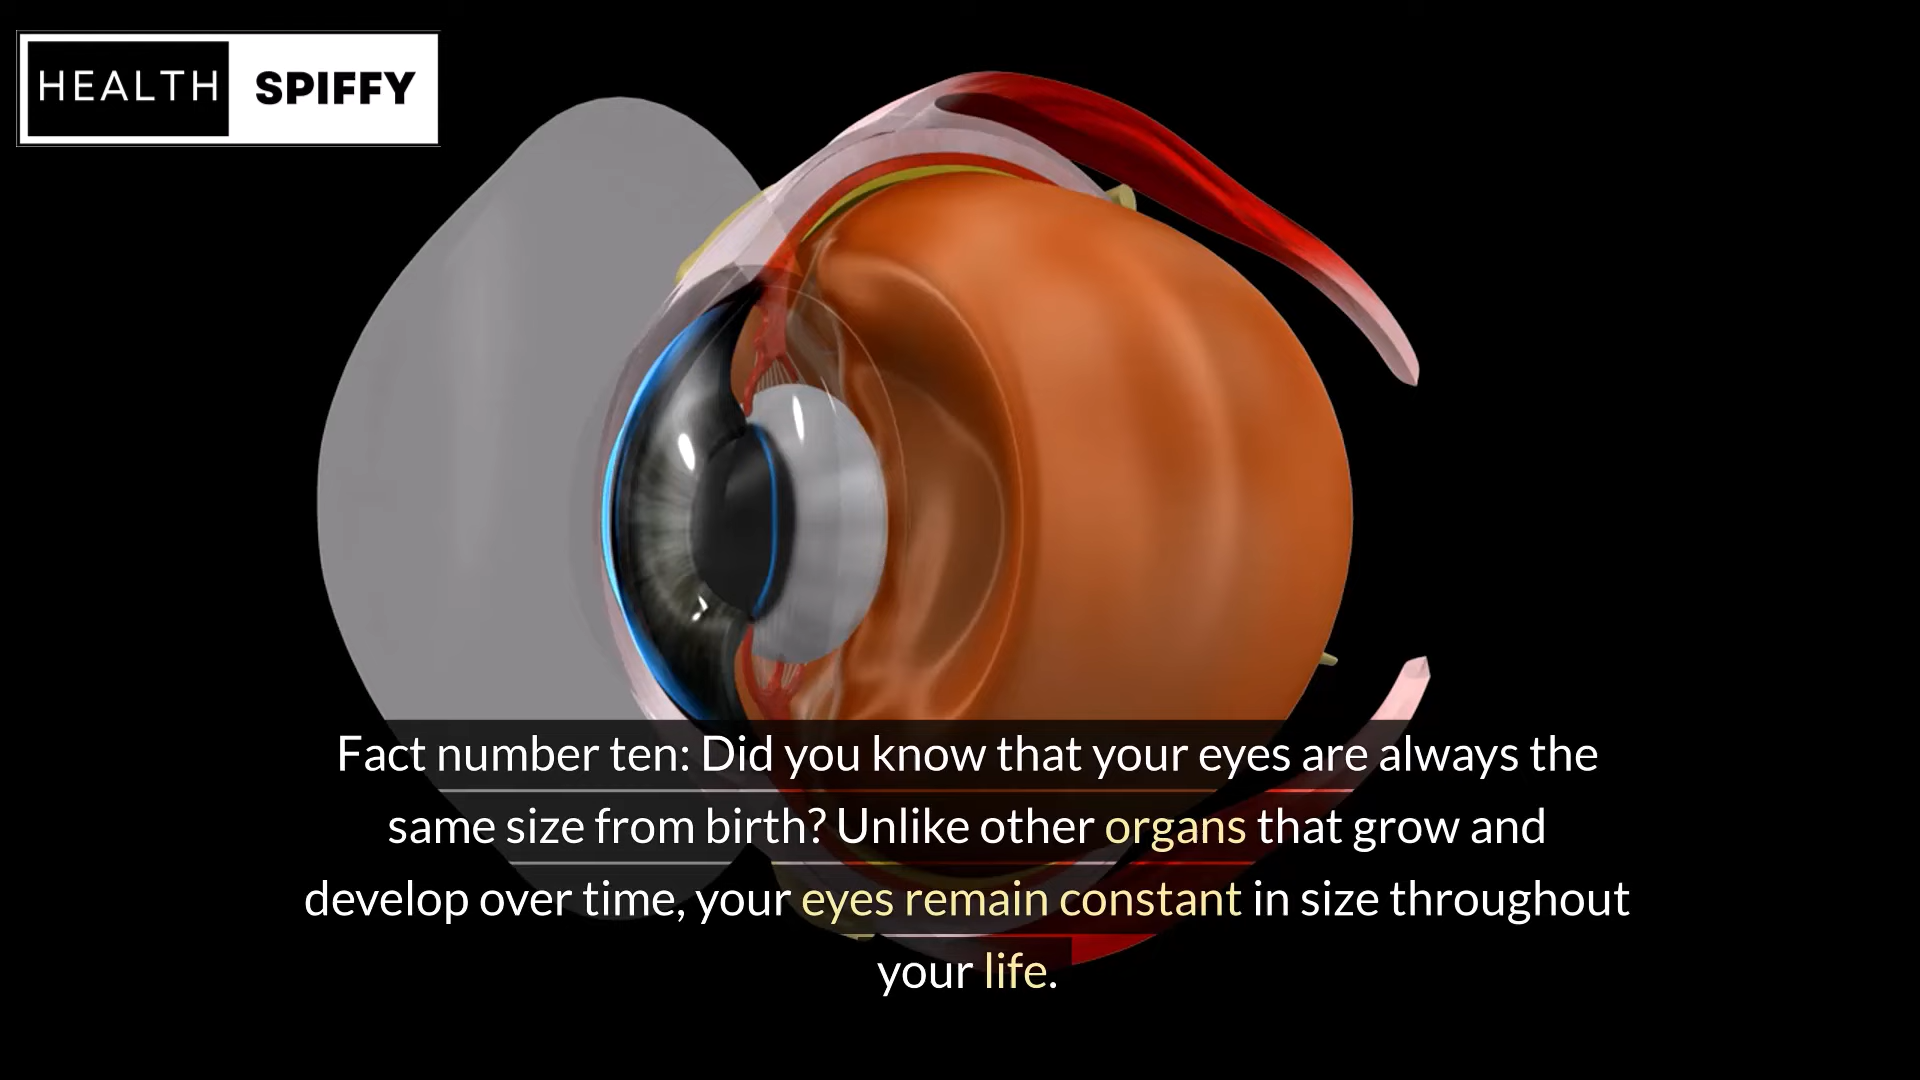 HEALTH SPIFFY
Fact number ten: Did you know that your eyes are always the
same size from birth? Unlike other organs that grow and
develop over time, your eyes remain constant in size throughout
your life.